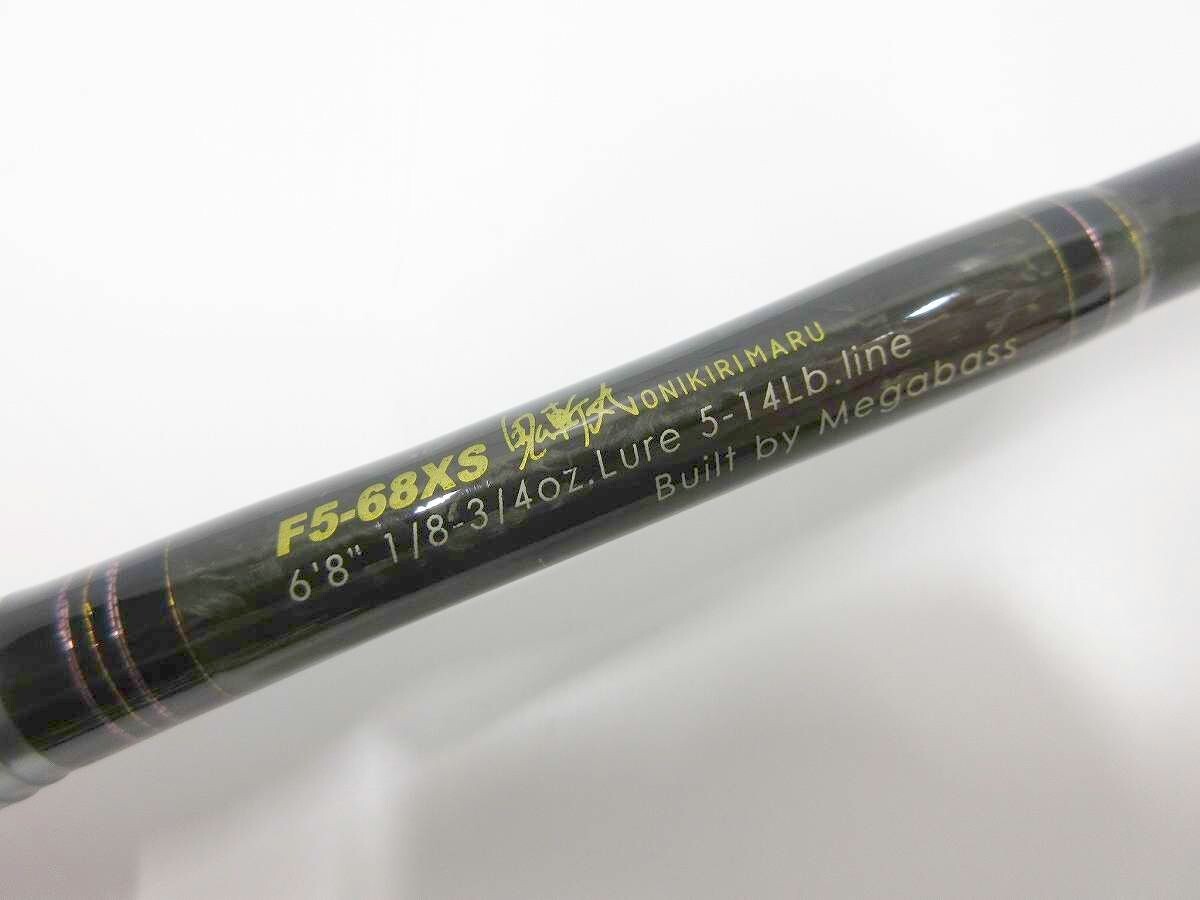 F5-68XS 鬼斬丸 ONIKIRIMARU
6'8" 1/8-3/4oz.Lure 5-14Lb.line
Built by Megabass